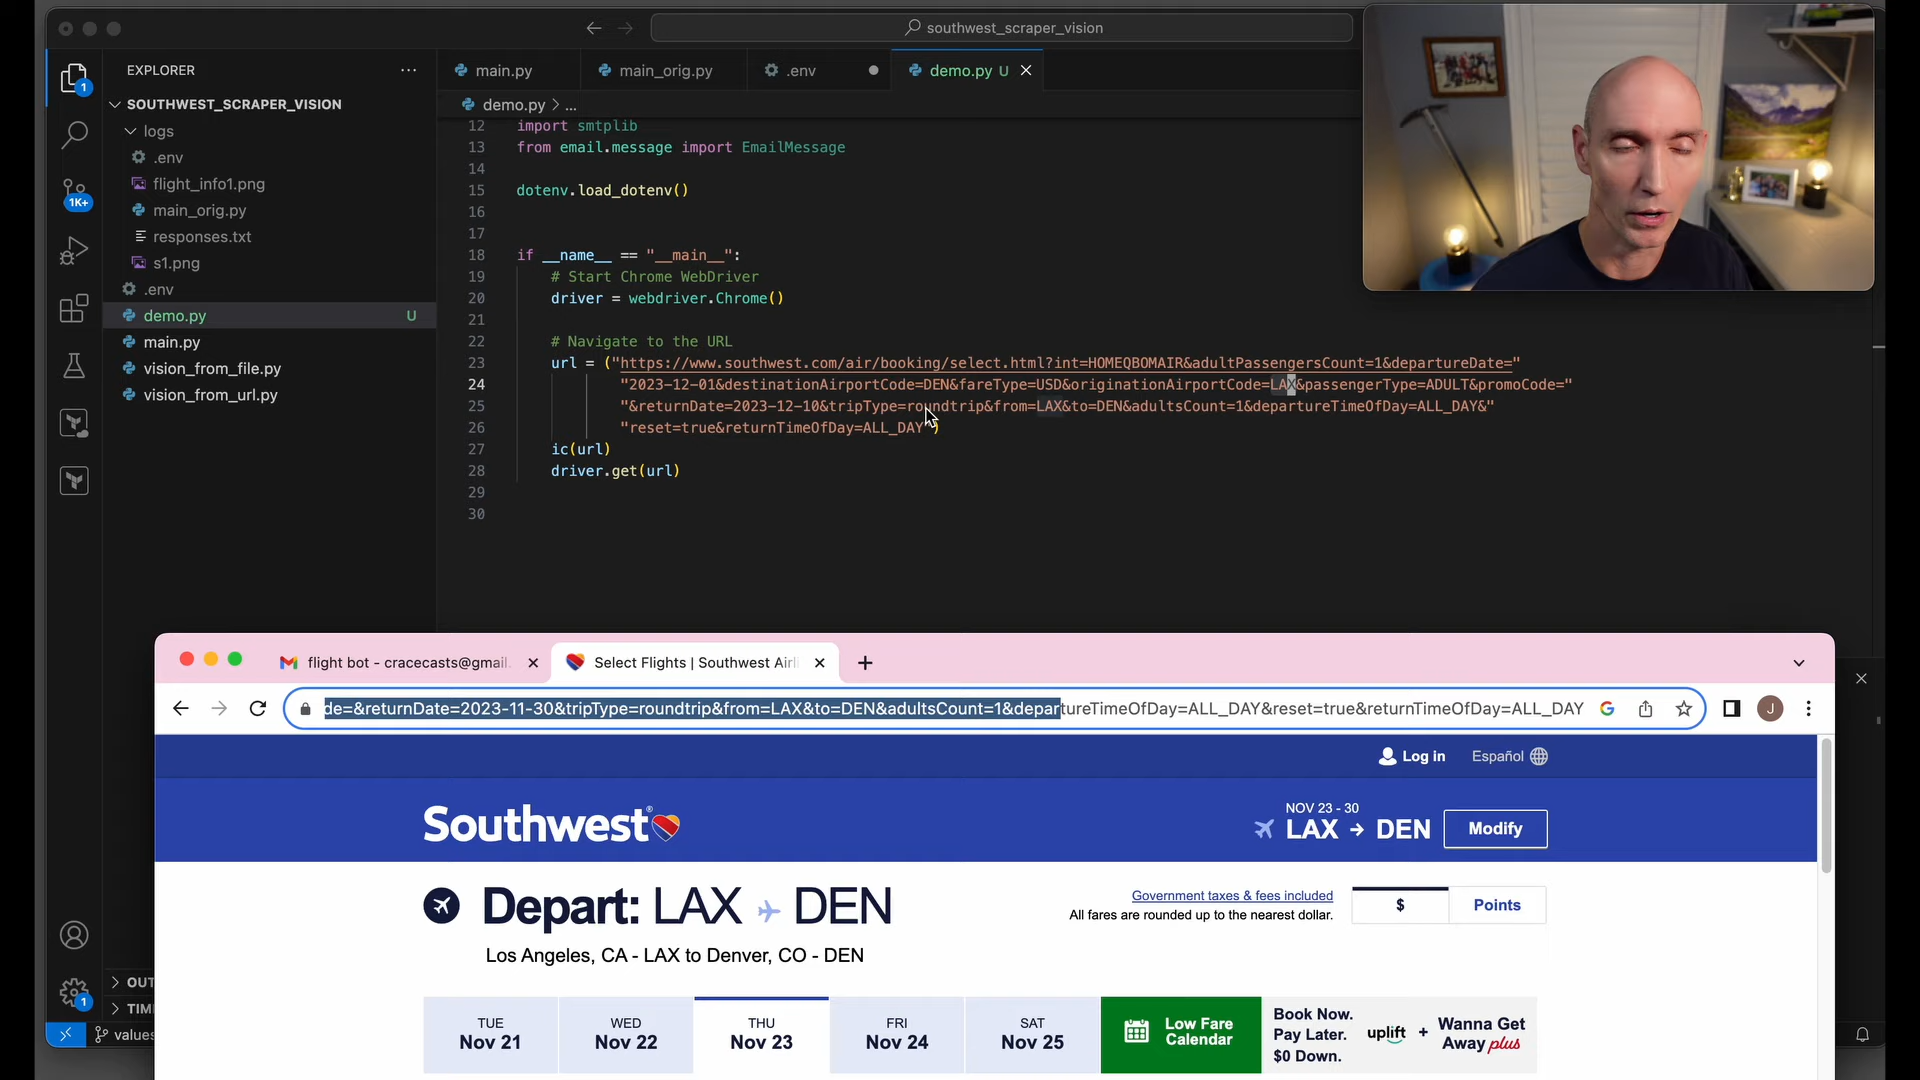 southwest_scraper_vision
EXPLORER
SOUTHWEST_SCRAPER_VISION
logs
.env
flight_info1.png
main_orig.py
responses.txt
s1.png
.env
demo.py U
main.py
vision_from_file.py
vision_from_url.py
OUT
TIM
values
1
1K+
1
main.py
main_orig.py
.env
demo.py U
demo.py > ...
12 import smtplib
13 from email.message import EmailMessage
14
15 dotenv.load_dotenv()
16
17
18 if __name__ == "__main__":
19 # Start Chrome WebDriver
20 driver = webdriver.Chrome()
21
22 # Navigate to the URL
23 url = ("https://www.southwest.com/air/booking/select.html?int=HOMEQBOMAIR&adultPassengersCount=1&departureDate="
24 "2023-12-01&destinationAirportCode=DEN&fareType=USD&originationAirportCode=LAX&passengerType=ADULT&promoCode="
25 "&returnDate=2023-12-10&tripType=roundtrip&from=LAX&to=DEN&adultsCount=1&departureTimeOfDay=ALL_DAY&"
26 "reset=true&returnTimeOfDay=ALL_DAY")
27 ic(url)
28 driver.get(url)
29
30
flight bot - cracecasts@gmail.
Select Flights | Southwest Airli
de=&returnDate=2023-11-30&tripType=roundtrip&from=LAX&to=DEN&adultsCount=1&departureTimeOfDay=ALL_DAY&reset=true&returnTimeOfDay=ALL_DAY
J
Log in
Español
Southwest®
NOV 23 - 30
LAX → DEN
Modify
Depart: LAX DEN
Government taxes & fees included
All fares are rounded up to the nearest dollar.
$
Points
Los Angeles, CA - LAX to Denver, CO - DEN
TUE
Nov 21
WED
Nov 22
THU
Nov 23
FRI
Nov 24
SAT
Nov 25
Low Fare
Calendar
Book Now.
Pay Later.
$0 Down.
uplift
+
Wanna Get
Away plus